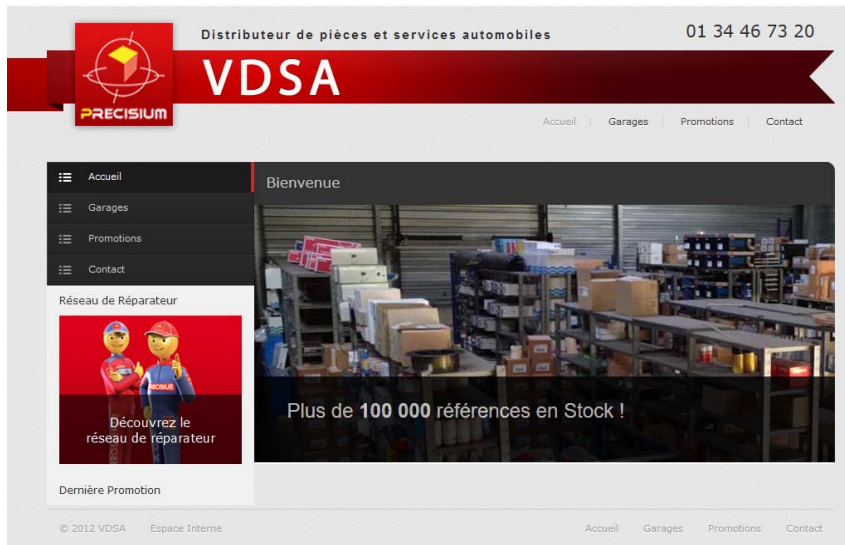 Distributeur de pièces et services automobiles
01 34 46 73 20
VDSA
PRECISIUM
Accueil | Garages | Promotions | Contact
Accueil
Bienvenue
Garages
Promotions
Contact
Réseau de Réparateur
Découvrez le
réseau de réparateur
Plus de 100 000 références en Stock !
Dernière Promotion
© 2012 VDSA Espace Interne
Accueil Garages Promotions Contact